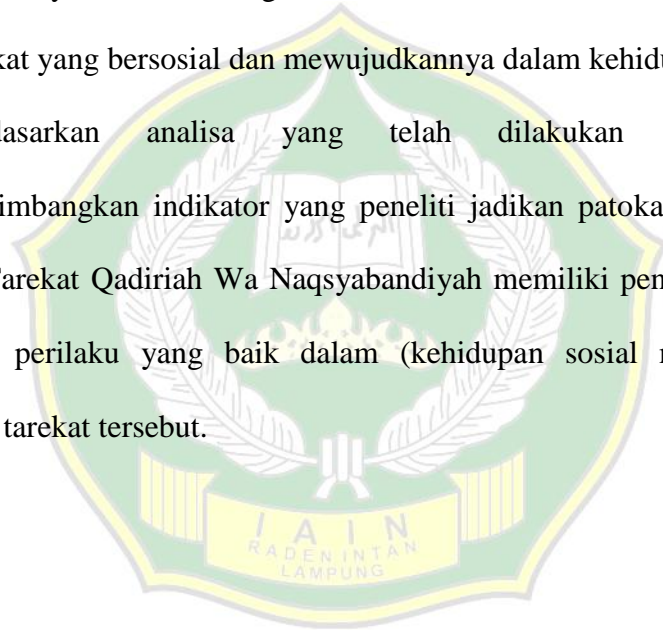 kat yang bersosial dan mewujudkannya dalam kehidu
dasarkan analisa yang telah dilakukan
imbangkan indikator yang peneliti jadikan patoka
Tarekat Qadiriah Wa Naqsyabandiyah memiliki pen
perilaku yang baik dalam (kehidupan sosial
tarekat tersebut.
IAIN
RADEN INTAN
LAMPUNG